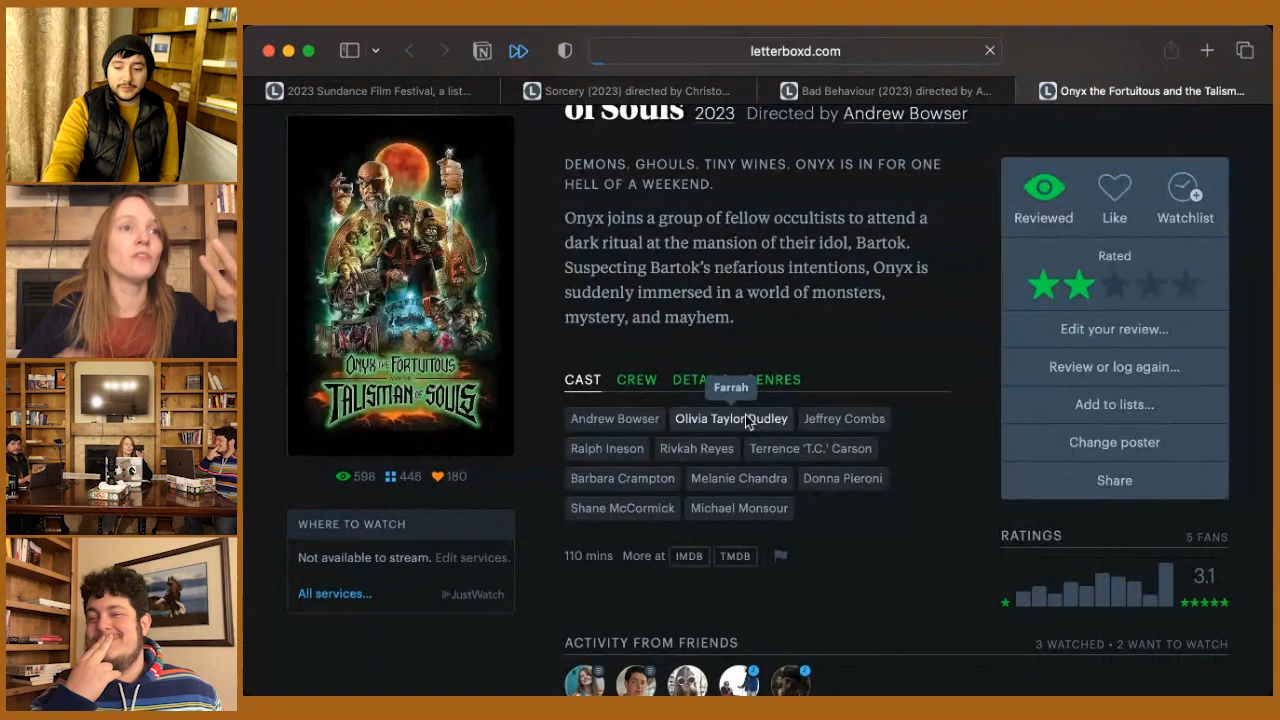 letterboxd.com
2023 Sundance Film Festival, a list...
Sorcery (2023) directed by Christo...
Bad Behaviour (2023) directed by A...
Onyx the Fortuitous and the Talism...
of Souls 2023 Directed by Andrew Bowser
DEMONS. GHOULS. TINY WINES. ONYX IS IN FOR ONE
HELL OF A WEEKEND.
Onyx joins a group of fellow occultists to attend a
dark ritual at the mansion of their idol, Bartok.
Suspecting Bartok's nefarious intentions, Onyx is
suddenly immersed in a world of monsters,
mystery, and mayhem.
ONYX THE FORTUITOUS
AND THE
TALISMAN OF SOULS
598 446 180
WHERE TO WATCH
Not available to stream. Edit services.
All services...
JustWatch
CAST CREW
Farrah
Andrew Bowser Olivia Taylor Dudley Jeffrey Combs
Ralph Ineson Rivkah Reyes Terrence 'T.C.' Carson
Barbara Crampton Melanie Chandra Donna Pieroni
Shane McCormick Michael Monsour
110 mins More at IMDB TMDB
ACTIVITY FROM FRIENDS
3 WATCHED • 2 WANT TO WATCH
Reviewed Like Watchlist
Rated
Edit your review...
Review or log again...
Add to lists...
Change poster
Share
RATINGS
5 FANS
3.1